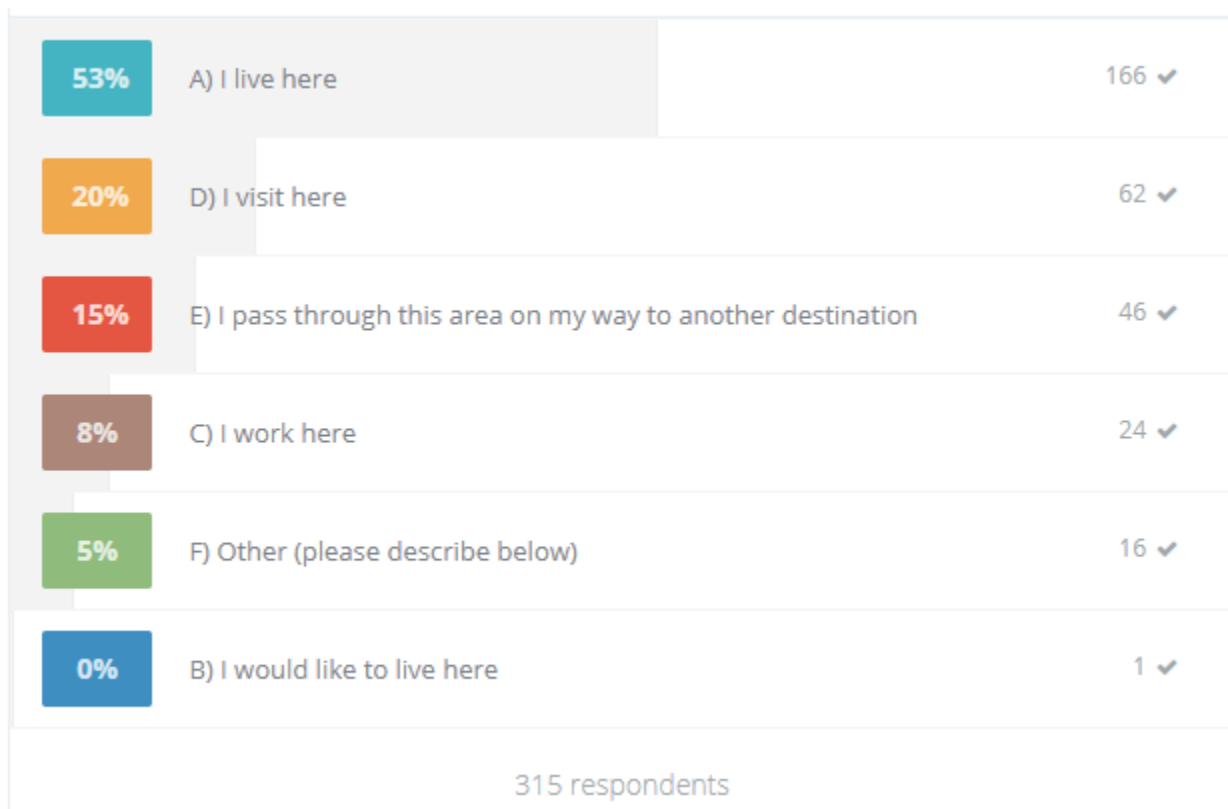 53% A) I live here 166 ✔
20% D) I visit here 62 ✔
15% E) I pass through this area on my way to another destination 46 ✔
8% C) I work here 24 ✔
5% F) Other (please describe below) 16 ✔
0% B) I would like to live here 1 ✔
315 respondents